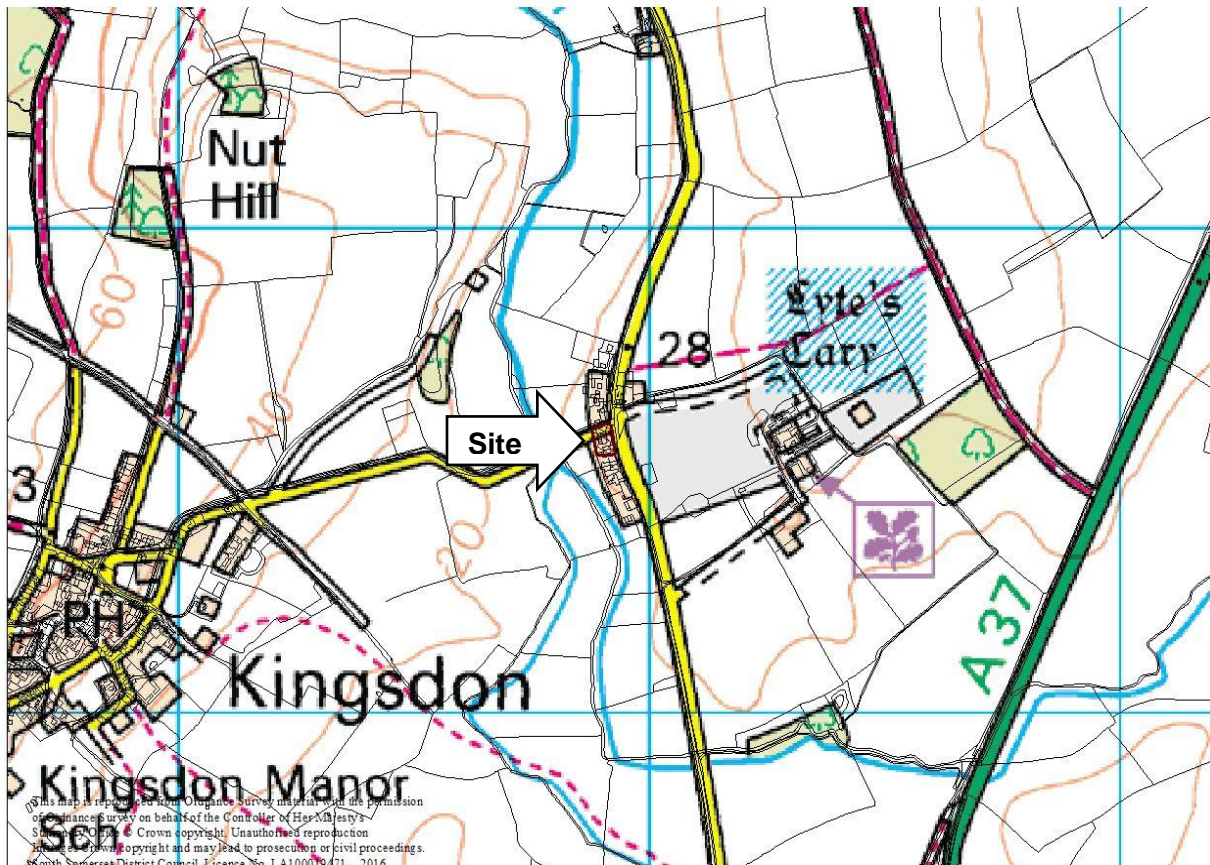 Nut
Hill
60
Lyte's
Cary
28
40
Site
3
20
PH
A 37
Kingsdon
Kingsdon Manor
Sch
This map is reproduced from Ordnance Survey material with the permission
of Ordnance Survey on behalf of the Controller of Her Majesty's
Stationery Office © Crown copyright. Unauthorised reproduction
infringes Crown copyright and may lead to prosecution or civil proceedings.
South Somerset District Council Licence No. LA100019471 - 2016